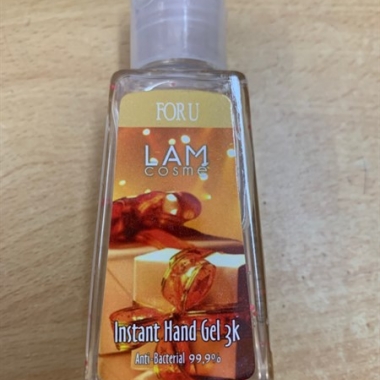 FOR U
LAM
cosme
Instant Hand Gel 3k
Anti-Bacterial 99.9%